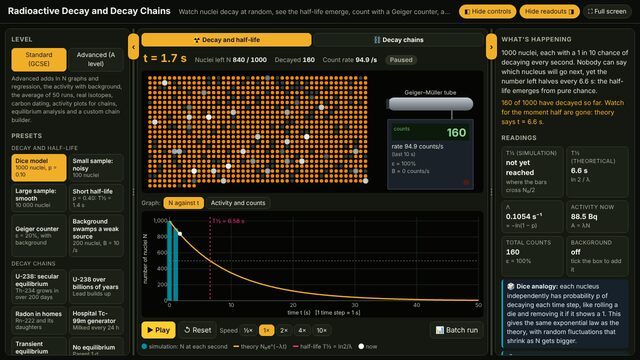 Radioactive Decay and Decay Chains
Watch nuclei decay at random, see the half-life emerge, count with a Geiger counter, a…
Hide controls
Hide readouts
Full screen
LEVEL
Standard (GCSE)
Advanced (A level)
Advanced adds ln N graphs and regression, the activity with background, the average of 50 runs, real isotopes, carbon dating, activity plots for chains, equilibrium analysis and a custom chain builder.
PRESETS
DECAY AND HALF-LIFE
Dice model
1000 nuclei, p = 0.10
Small sample: noisy
100 nuclei
Large sample: smooth
10 000 nuclei
Short half-life
p = 0.40: T½ = 1.4 s
Geiger counter
ε = 20%, with background
Background swamps a weak source
200 nuclei, B = 10 /s
DECAY CHAINS
U-238: secular equilibrium
Th-234 grown in over 200 days
U-238 over billions of years
Lead builds up
Radon in homes
Rn-222 and its daughters
Hospital Tc-99m generator
Milked every 24 h
Transient equilibrium
No equilibrium
Decay and half-life
Decay chains
t = 1.7 s
Nuclei left N 840 / 1000
Decayed 160
Count rate 94.9 /s
Paused
Geiger–Müller tube
counts
160
rate 94.9 counts/s
(last 10 s)
ε = 100%
B = 0 counts/s
Graph:
N against t
Activity and counts
number of nuclei N
1,000
800
600
400
200
0
T½ = 6.58 s
0
10
20
30
40
50
time t (s) [1 time step = 1 s]
Play
Reset
Speed
½×
1×
2×
4×
10×
Batch run
simulation: N at each second
theory N₀e^(−λt)
half-life T½ = ln2/λ
now
WHAT'S HAPPENING
1000 nuclei, each with a 1 in 10 chance of decaying every second. Nobody can say which nucleus will go next, yet the number left halves every 6.6 s: the half-life emerges from pure chance.
160 of 1000 have decayed so far. Watch for the moment half are gone: theory says t = 6.6 s.
READINGS
T½ (SIMULATION)
not yet reached
where the bars cross N₀/2
T½ (THEORETICAL)
6.6 s
ln 2 / λ
Λ
0.1054 s⁻¹
= −ln(1 − p)
ACTIVITY NOW
88.5 Bq
A = λN
TOTAL COUNTS
160
ε = 100%
BACKGROUND
off
tick the box to add it
Dice analogy: each nucleus independently has probability p of decaying each step, like rolling a die and removing it if it shows a 1. This gives the same exponential law as the theory, with random fluctuations that shrink as N gets bigger.